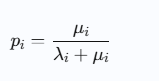 p_i = \frac{\mu_i}{\lambda_i + \mu_i}